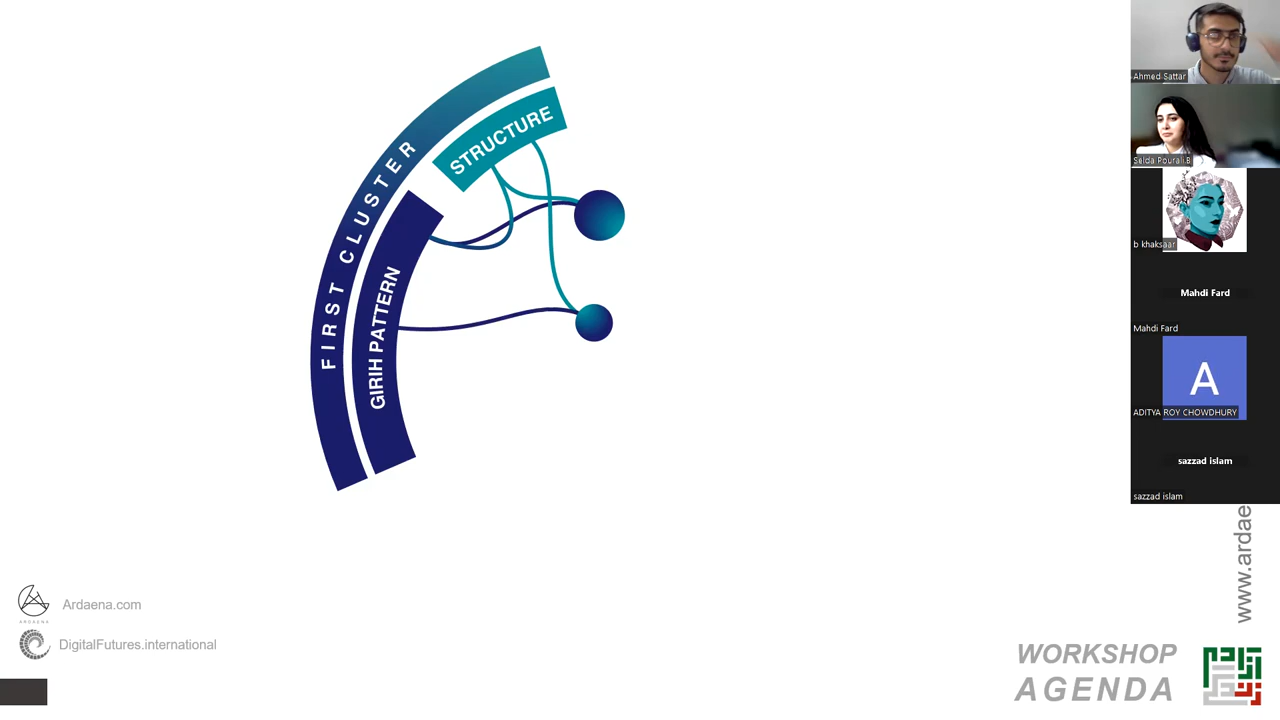 FIRST CLUSTER
STRUCTURE
GIRIH PATTERN
Ahmed Sattar
Selda Pourali.B
b khaksaar
Mahdi Fard
Mahdi Fard
A
ADITYA ROY CHOWDHURY
sazzad islam
sazzad islam
www.ardae
ARDAENA
Ardaena.com
DigitalFutures.international
WORKSHOP
AGENDA